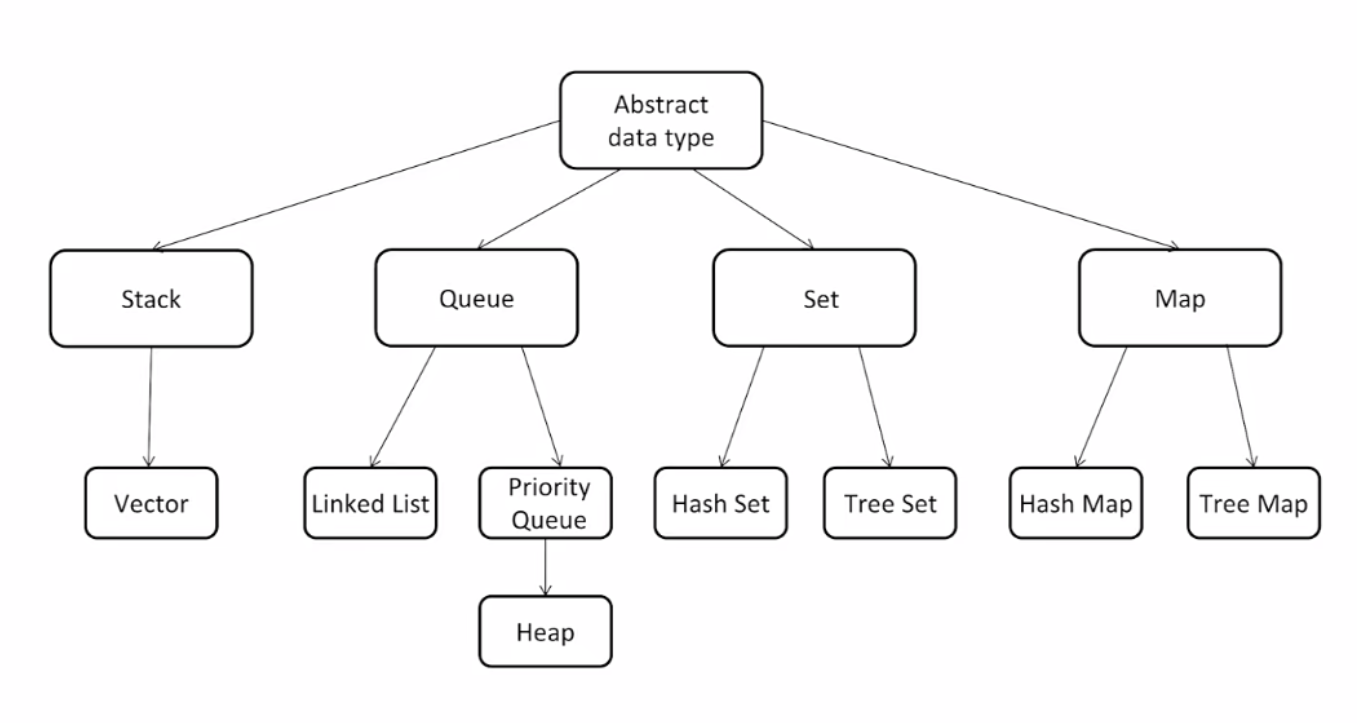 Abstract
data type
Stack
Queue
Set
Map
Vector
Linked List
Priority
Queue
Hash Set
Tree Set
Hash Map
Tree Map
Heap